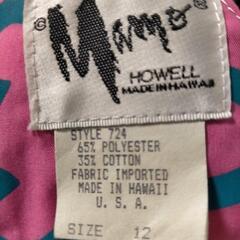 Mamo
HOWELL
MADE IN HAWAII
STYLE 724
65% POLYESTER
35% COTTON
FABRIC IMPORTED
MADE IN HAWAII
U. S. A.
SIZE 12